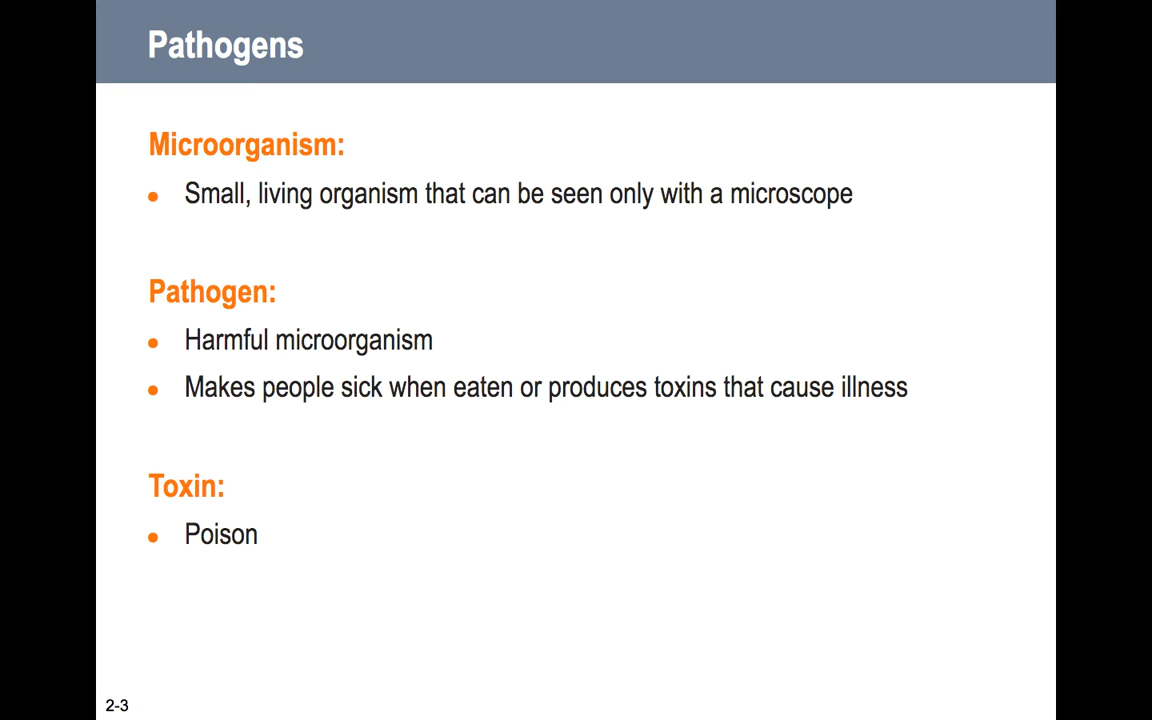 Pathogens
Microorganism:
• Small, living organism that can be seen only with a microscope
Pathogen:
• Harmful microorganism
• Makes people sick when eaten or produces toxins that cause illness
Toxin:
• Poison
2-3